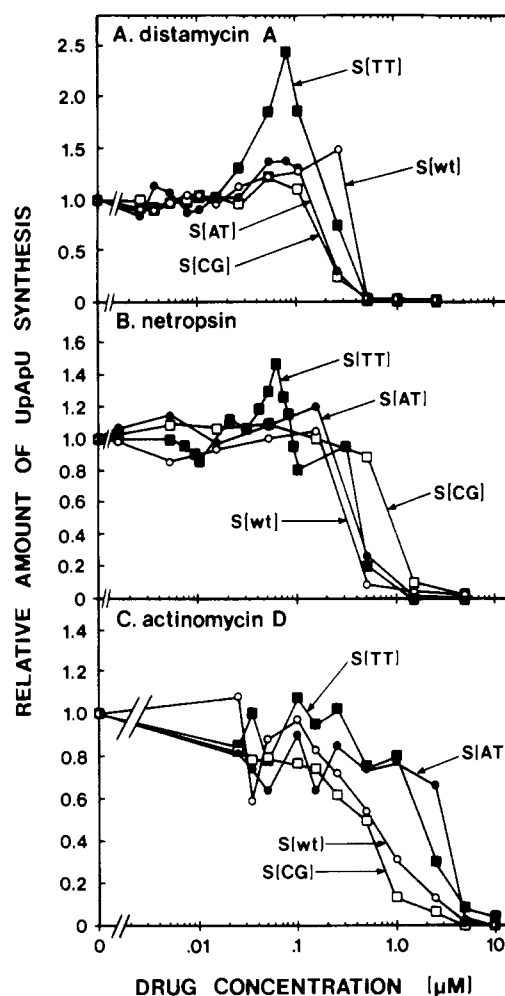 RELATIVE AMOUNT OF UpApU SYNTHESIS
A. distamycin A
2.5
2.0
1.5
1.0
0.5
0
S[TT]
S[wt]
S[AT]
S[CG]
B. netropsin
1.6
1.4
1.2
1.0
0.8
0.6
0.4
0.2
0
S[TT]
S[AT]
S[CG]
S[wt]
C. actinomycin D
1.4
1.2
1.0
0.8
0.6
0.4
0.2
0
S[TT]
S[AT]
S(wt)
S[CG]
0 .01 .1 1.0 10
DRUG CONCENTRATION [µM]